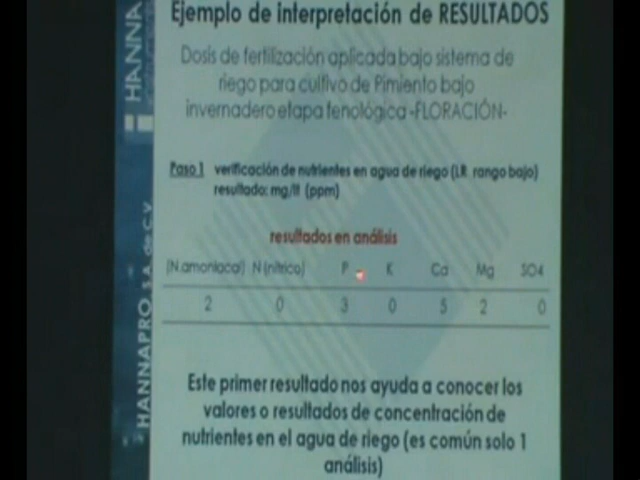 Ejemplo de interpretación de RESULTADOS
Dosis de fertilización aplicada bajo sistema de
riego para cultivo de Pimiento bajo
invernadero etapa fenológica -FLORACIÓN-
Paso 1 verificación de nutrientes en agua de riego (LR rango bajo)
resultado: mg/lt (ppm)
resultados en análisis
(N.amoniacal) N (nítrico) P K Ca Mg SO4
2 0 3 0 5 2 0
Este primer resultado nos ayuda a conocer los
valores o resultados de concentración de
nutrientes en el agua de riego (es común solo 1
análisis)
HANNA
HANNAPRO S.A. de C.V.